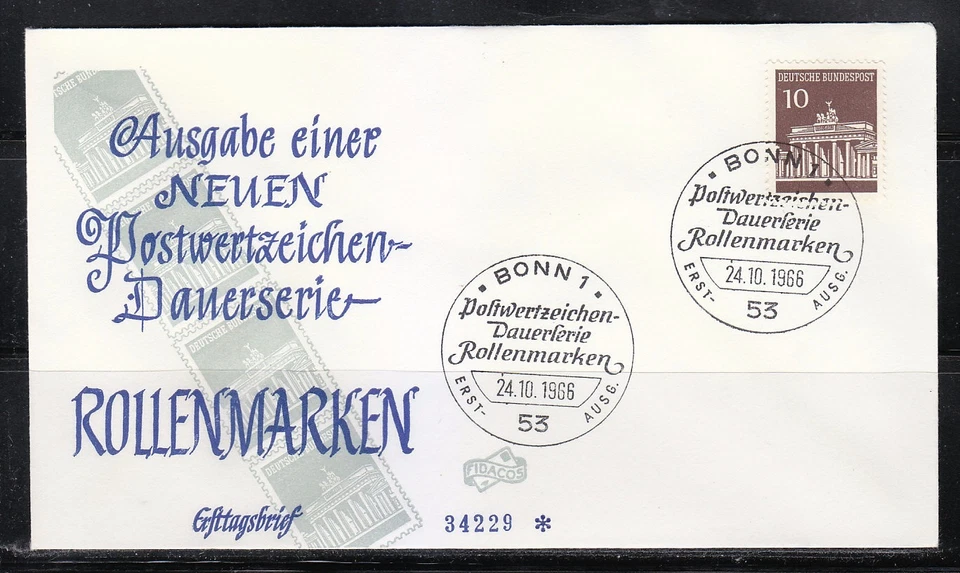 Ausgabe einer
NEUEN
Postwertzeichen-
Dauerserie
ROLLENMARKEN
Ersttagsbrief
DEUTSCHE BUNDESPOST
10
BONN 1
Postwertzeichen-
Dauerserie
Rollenmarken
24.10.1966
ERST- AUSG.
53
BONN 1
Postwertzeichen-
Dauerserie
Rollenmarken
24.10.1966
ERST- AUSG.
53
FIDACOS
34229 *